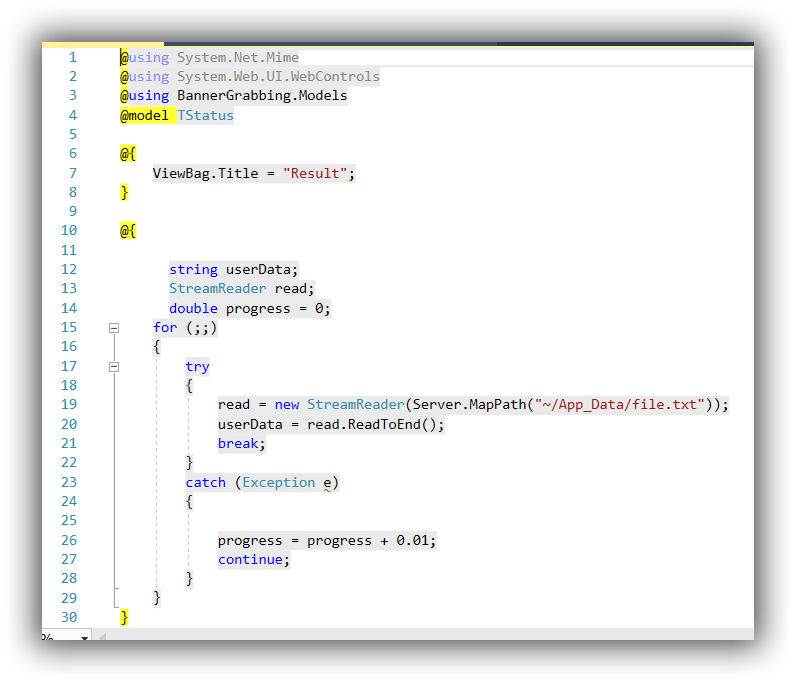 1 @using System.Net.Mime
2 @using System.Web.UI.WebControls
3 @using BannerGrabbing.Models
4 @model TStatus
5
6 @{
7 ViewBag.Title = "Result";
8 }
9
10 @{
11
12 string userData;
13 StreamReader read;
14 double progress = 0;
15 for (;;)
16 {
17 try
18 {
19 read = new StreamReader(Server.MapPath("~/App_Data/file.txt"));
20 userData = read.ReadToEnd();
21 break;
22 }
23 catch (Exception e)
24 {
25
26 progress = progress + 0.01;
27 continue;
28 }
29 }
30 }
%